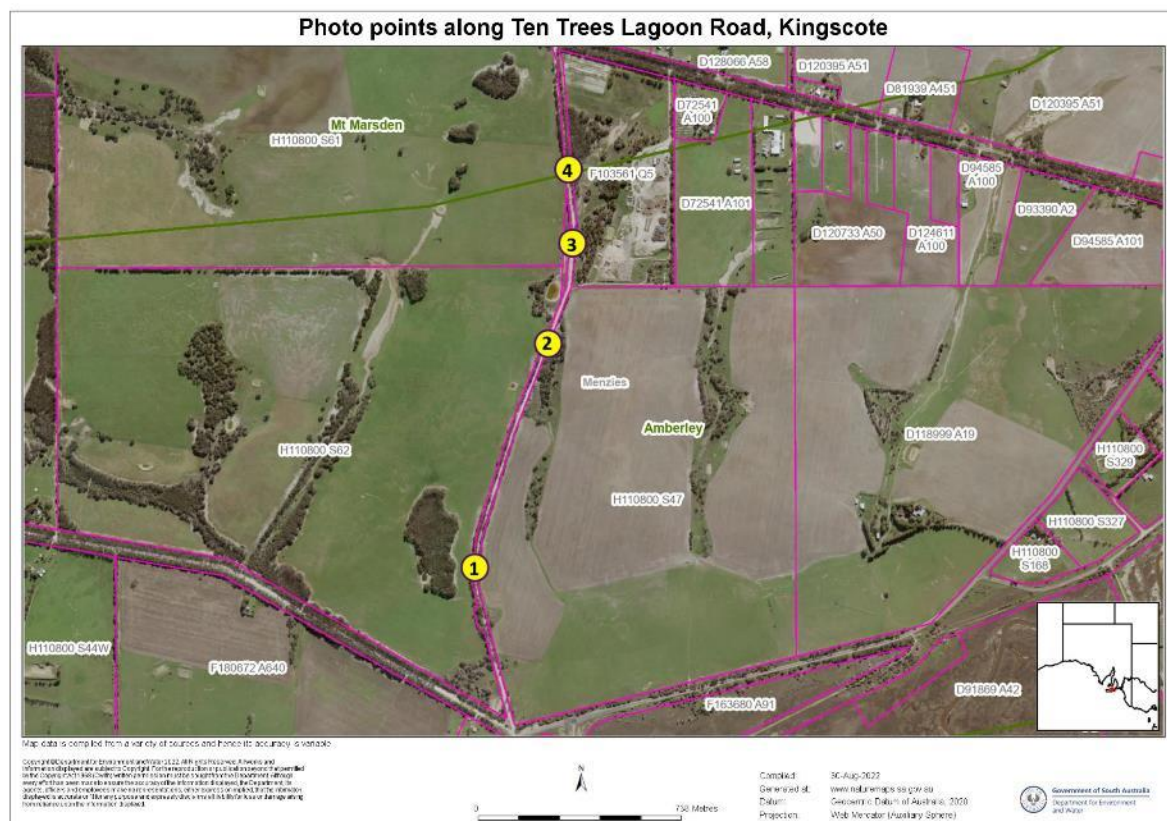 Photo points along Ten Trees Lagoon Road, Kingscote
D128066 A58
D120395 A51
D81939 A451
D120395 A51
D72541
A100
Mt Marsden
H110800 S61
4
F103561 Q5
D94585
A100
D72541 A101
D93390 A2
3
D120733 A50
D124611
A100
D94585 A101
2
Menzies
Amberley
H110800 S62
D118999 A19
H110800
S329
H110800 S47
H110800 S327
1
H110800
S168
H110800 S44W
F180672 A640
F163680 A91
D91869 A42
Map data is compiled from a variety of sources and hence its accuracy is variable
N
0
738 Metres
Compiled: 30-Aug-2022
Generated at: www.naturemaps.sa.gov.au
Datum: Geocentric Datum of Australia, 2020
Projection: Web Mercator (Auxiliary Sphere)
Government of South Australia
Department for Environment
and Water